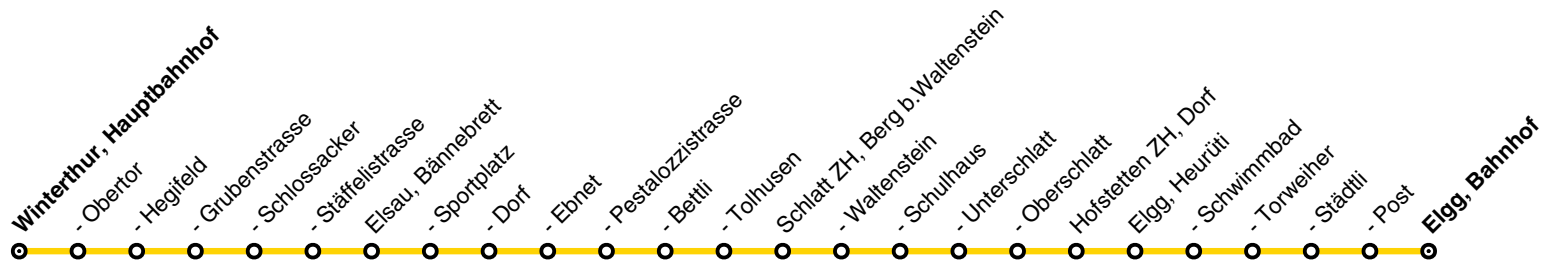 Winterthur, Hauptbahnhof
- Obertor
- Hegifeld
- Grubenstrasse
- Schlossacker
- Stäffelistrasse
Elsau, Bännebrett
- Sportplatz
- Dorf
- Ebnet
- Pestalozzistrasse
- Bettli
- Tolhusen
Schlatt ZH, Berg b.Waltenstein
- Waltenstein
- Schulhaus
- Unterschlatt
- Oberschlatt
Hofstetten ZH, Dorf
Elgg, Heurüti
- Schwimmbad
- Torweiher
- Städtli
- Post
Elgg, Bahnhof